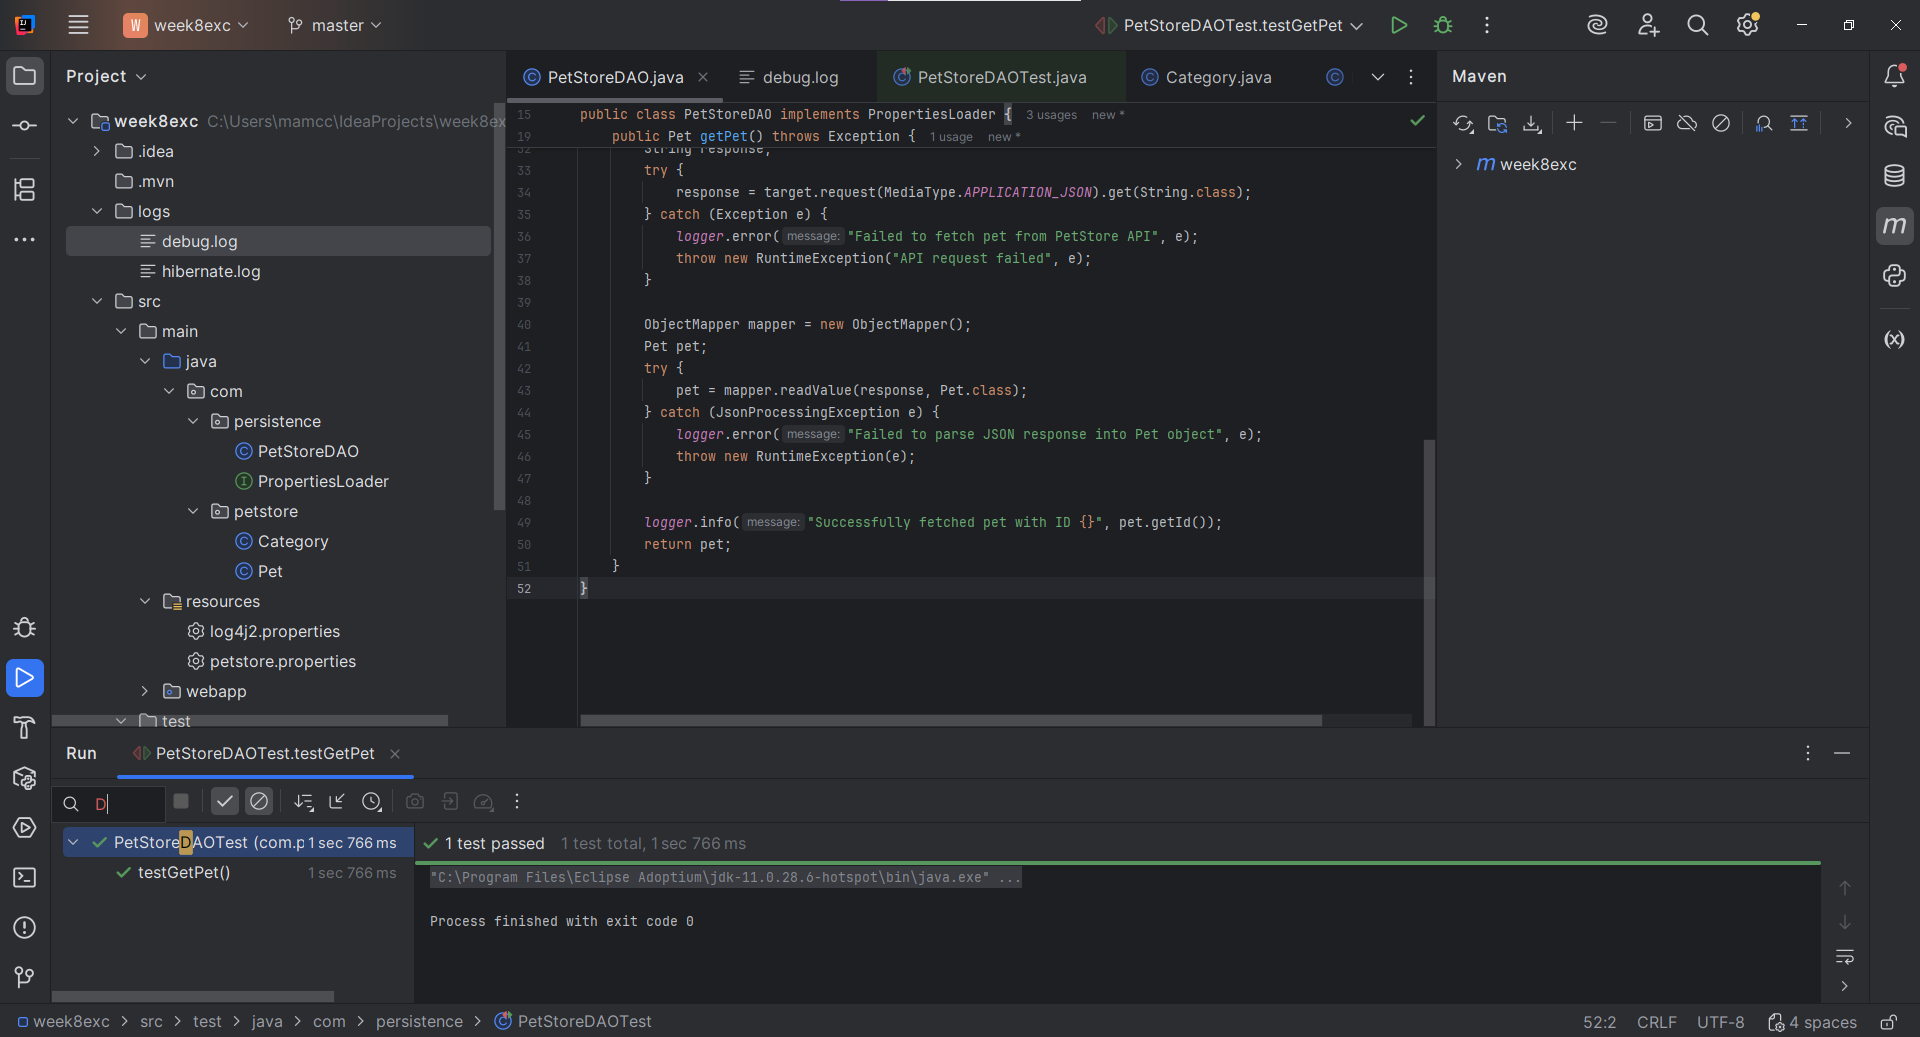 W week8exc master PetStoreDAOTest.testGetPet
Project
week8exc C:\Users\mamcc\IdeaProjects\week8ex
.idea
.mvn
logs
debug.log
hibernate.log
src
main
java
com
persistence
PetStoreDAO
PropertiesLoader
petstore
Category
Pet
resources
log4j2.properties
petstore.properties
webapp
test
PetStoreDAO.java debug.log PetStoreDAOTest.java Category.java
15 public class PetStoreDAO implements PropertiesLoader { 3 usages new *
19 public Pet getPet() throws Exception { 1 usage new *
32 String response;
33 try {
34 response = target.request(MediaType.APPLICATION_JSON).get(String.class);
35 } catch (Exception e) {
36 logger.error( message: "Failed to fetch pet from PetStore API", e);
37 throw new RuntimeException("API request failed", e);
38 }
39
40 ObjectMapper mapper = new ObjectMapper();
41 Pet pet;
42 try {
43 pet = mapper.readValue(response, Pet.class);
44 } catch (JsonProcessingException e) {
45 logger.error( message: "Failed to parse JSON response into Pet object", e);
46 throw new RuntimeException(e);
47 }
48
49 logger.info( message: "Successfully fetched pet with ID {}", pet.getId());
50 return pet;
51 }
52 }
Maven
m week8exc
Run PetStoreDAOTest.testGetPet
D
PetStoreDAOTest (com.p 1 sec 766 ms
testGetPet() 1 sec 766 ms
1 test passed 1 test total, 1 sec 766 ms
"C:\Program Files\Eclipse Adoptium\jdk-11.0.28.6-hotspot\bin\java.exe" ...
Process finished with exit code 0
week8exc > src > test > java > com > persistence > PetStoreDAOTest
52:2 CRLF UTF-8 4 spaces